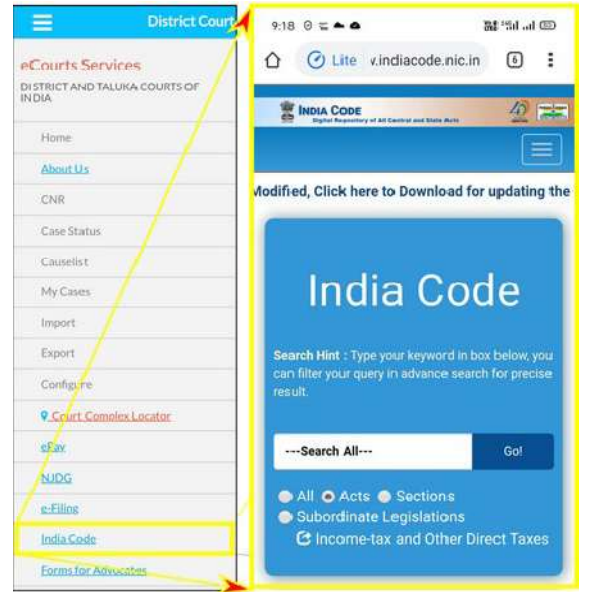 District Court
eCourts Services
DISTRICT AND TALUKA COURTS OF
INDIA
Home
About Us
CNR
Case Status
Causelist
My Cases
Import
Export
Configure
Court Complex Locator
ePay
NJDG
e-Filing
India Code
Forms for Advocates
9:18
Lite v.indiacode.nic.in 6
INDIA CODE
Digital Repository of All Central and State Acts
Modified, Click here to Download for updating the
India Code
Search Hint : Type your keyword in box below, you
can filter your query in advance search for precise
result.
---Search All--- Go!
All Acts Sections
Subordinate Legislations
Income-tax and Other Direct Taxes